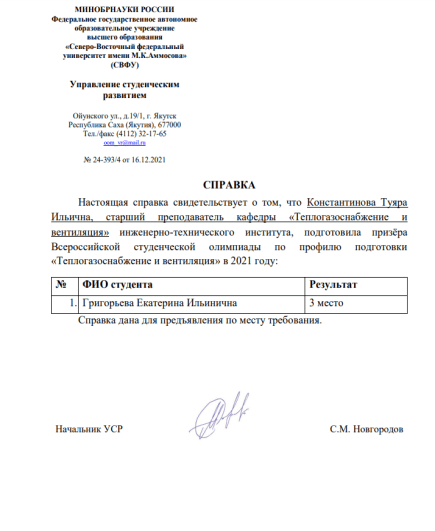 МИНОБРНАУКИ РОССИИ
Федеральное государственное автономное
образовательное учреждение
высшего образования
«Северо-Восточный федеральный
университет имени М.К.Аммосова»
(СВФУ)
Управление студенческим
развитием
Ойунского ул., д.19/1, г. Якутск
Республика Саха (Якутия), 677000
Тел./факс (4112) 32-17-65
oom_vr@mail.ru
№ 24-393/4 от 16.12.2021
СПРАВКА
Настоящая справка свидетельствует о том, что Константинова Туяра
Ильична, старший преподаватель кафедры «Теплогазоснабжение и
вентиляция» инженерно-технического института, подготовила призёра
Всероссийской студенческой олимпиады по профилю подготовки
«Теплогазоснабжение и вентиляция» в 2021 году:
№ ФИО студента Результат
1. Григорьева Екатерина Ильинична 3 место
Справка дана для предъявления по месту требования.
Начальник УСР С.М. Новгородов